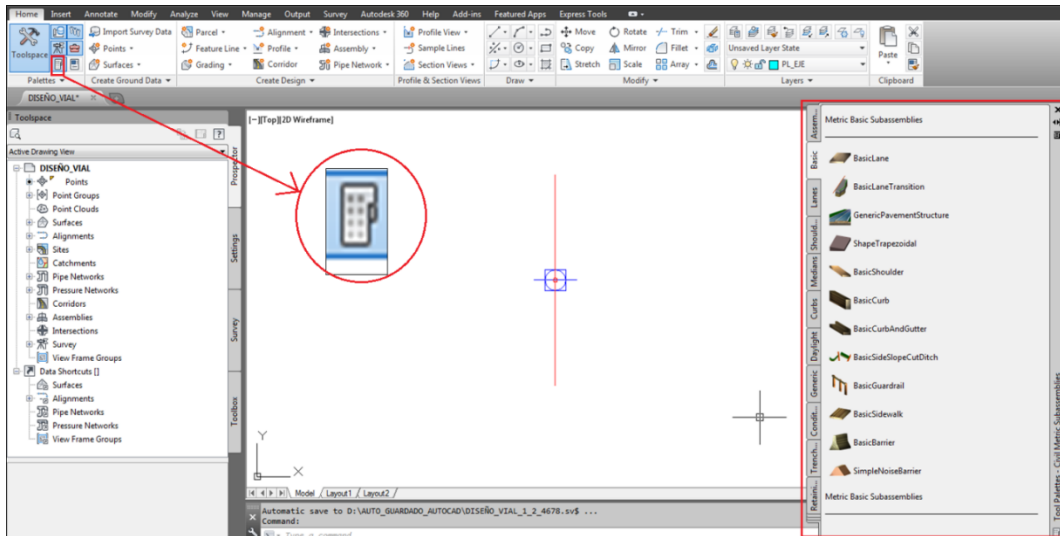 Home Insert Annotate Modify Analyze View Manage Output Survey Autodesk 360 Help Add-ins Featured Apps Express Tools
Import Survey Data Parcel Alignment Intersections Profile View Move Rotate Trim
Toolspace Points Feature Line Profile Assembly Sample Lines Copy Mirror Fillet Unsaved Layer State Paste
Surfaces Grading Corridor Pipe Network Section Views Stretch Scale Array PL_EJE
Palettes Create Ground Data Create Design Profile & Section Views Draw Modify Layers Clipboard
DISEÑO_VIAL*
Toolspace
Active Drawing View
DISEÑO_VIAL
Points
Point Groups
Point Clouds
Surfaces
Alignments
Sites
Catchments
Pipe Networks
Pressure Networks
Corridors
Assemblies
Intersections
Survey
View Frame Groups
Data Shortcuts []
Surfaces
Alignments
Pipe Networks
Pressure Networks
View Frame Groups
Prospector
Settings
Survey
Toolbox
[-][Top][2D Wireframe]
Y
X
Model Layout1 Layout2
Automatic save to D:\AUTO_GUARDADO_AUTOCAD\DISEÑO_VIAL_1_2_4678.sv$ ...
Command:
Type a command
Assem...
Basic
Lanes
Should...
Medians
Curbs
Daylight
Generic
Condit...
Trench...
Retaini...
Metric Basic Subassemblies
BasicLane
BasicLaneTransition
GenericPavementStructure
ShapeTrapezoidal
BasicShoulder
BasicCurb
BasicCurbAndGutter
BasicSideSlopeCutDitch
BasicGuardrail
BasicSidewalk
BasicBarrier
SimpleNoiseBarrier
Metric Basic Subassemblies
Tool Palettes - Civil Metric Subassemblies